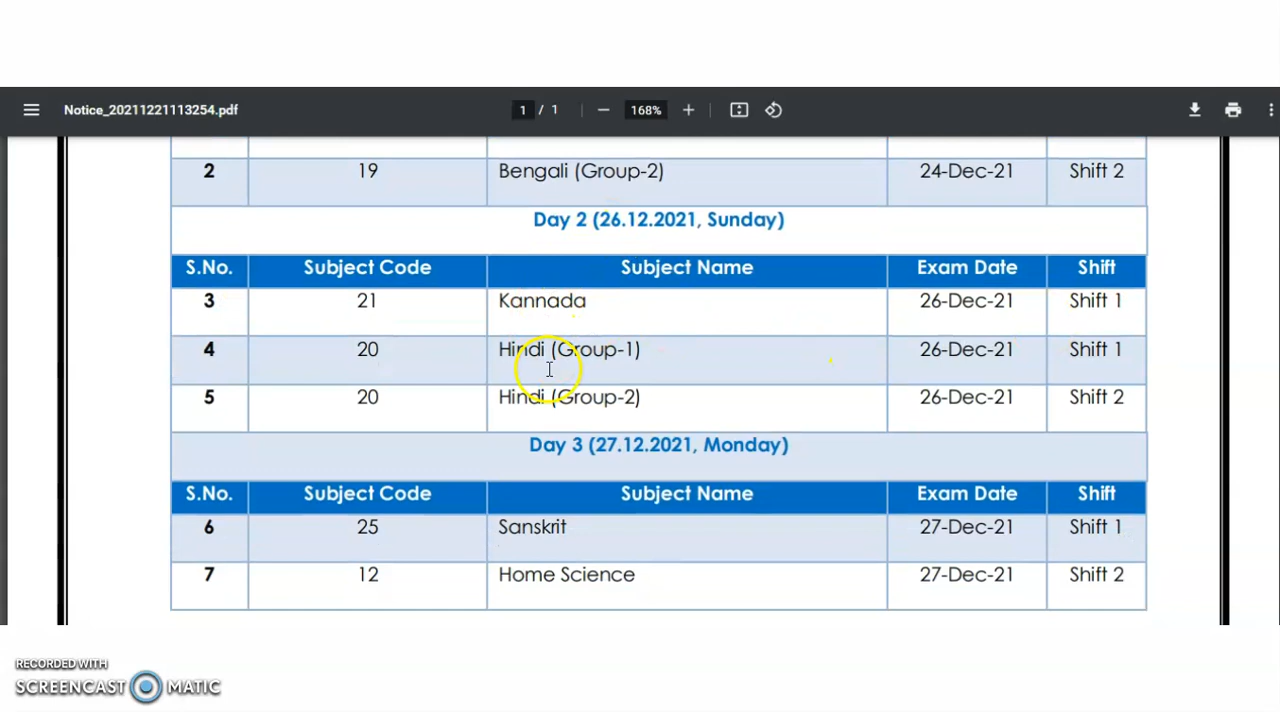 Notice_20211221113254.pdf 1 / 1 168%
2 19 Bengali (Group-2) 24-Dec-21 Shift 2
Day 2 (26.12.2021, Sunday)
S.No. Subject Code Subject Name Exam Date Shift
3 21 Kannada 26-Dec-21 Shift 1
4 20 Hindi (Group-1) 26-Dec-21 Shift 1
5 20 Hindi (Group-2) 26-Dec-21 Shift 2
Day 3 (27.12.2021, Monday)
S.No. Subject Code Subject Name Exam Date Shift
6 25 Sanskrit 27-Dec-21 Shift 1
7 12 Home Science 27-Dec-21 Shift 2
RECORDED WITH
SCREENCAST MATIC